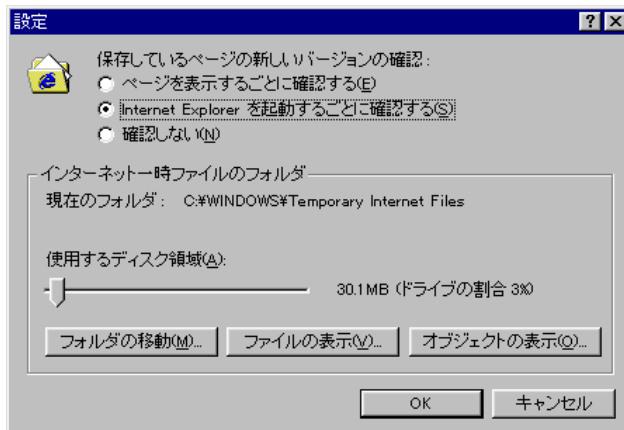 設定
保存しているページの新しいバージョンの確認:
ページを表示するごとに確認する(E)
Internet Explorer を起動するごとに確認する(S)
確認しない(N)
インターネット一時ファイルのフォルダ
現在のフォルダ: C:¥WINDOWS¥Temporary Internet Files
使用するディスク領域(A):
30.1MB (ドライブの割合 3%)
フォルダの移動(M)... ファイルの表示(V)... オブジェクトの表示(O)...
OK キャンセル